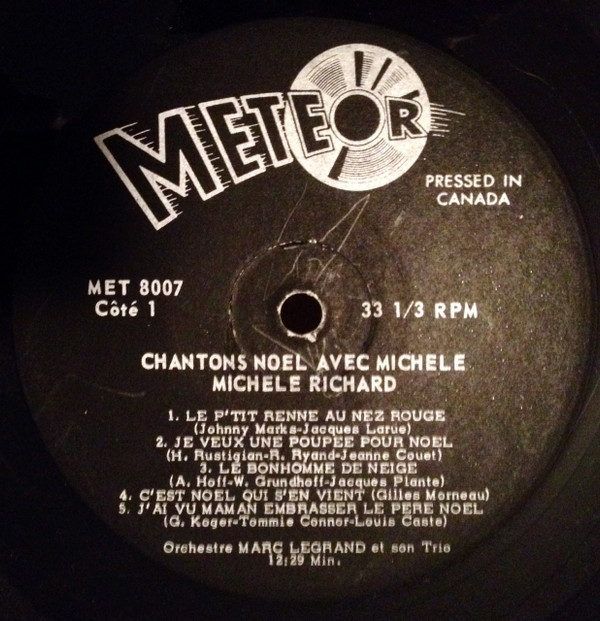 METEOR
PRESSED IN
CANADA
MET 8007
Côté 1
33 1/3 RPM
CHANTONS NOEL AVEC MICHELE
MICHELE RICHARD
1. LE P'TIT RENNE AU NEZ ROUGE
(Johnny Marks-Jacques Larue)
2. JE VEUX UNE POUPEE POUR NOEL
(H. Rustigian-R. Ryand-Jeanne Couet)
3. LE BONHOMME DE NEIGE
(A. Hoff-W. Grundhoff-Jacques Plante)
4. C'EST NOEL QUI S'EN VIENT (Gilles Morneau)
5. J'AI VU MAMAN EMBRASSER LE PERE NOEL
(G. Koger-Tommie Connor-Louis Caste)
Orchestre MARC LEGRAND et son Trio
12:29 Min.